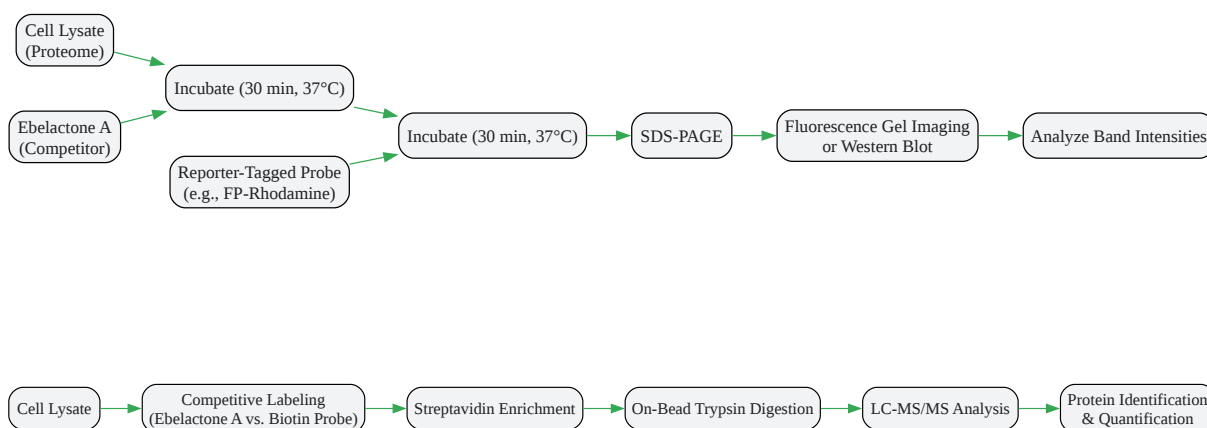 Cell Lysate
(Proteome)
Ebelactone A
(Competitor)
Incubate (30 min, 37°C)
Reporter-Tagged Probe
(e.g., FP-Rhodamine)
Incubate (30 min, 37°C)
SDS-PAGE
Fluorescence Gel Imaging
or Western Blot
Analyze Band Intensities
Cell Lysate
Competitive Labeling
(Ebelactone A vs. Biotin Probe)
Streptavidin Enrichment
On-Bead Trypsin Digestion
LC-MS/MS Analysis
Protein Identification
& Quantification